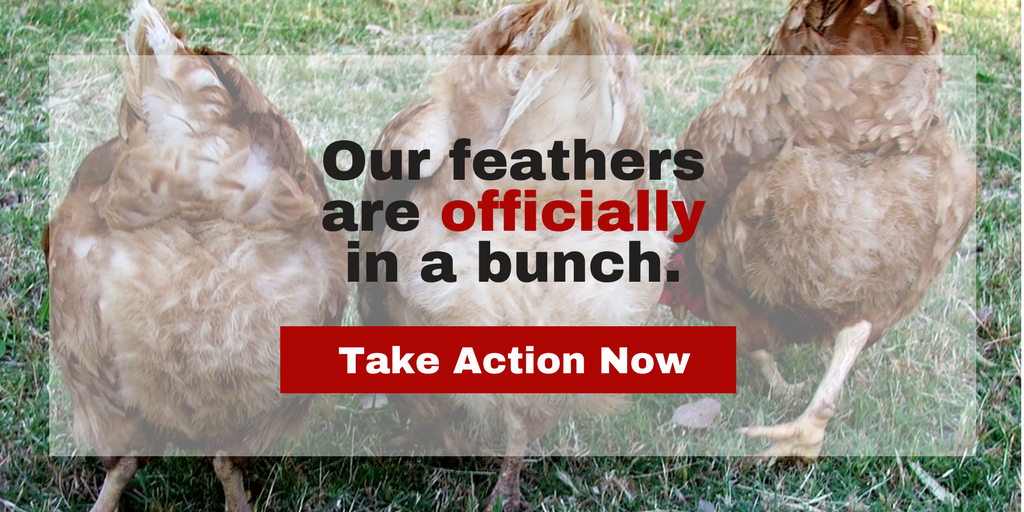 Our feathers
are officially
in a bunch.
Take Action Now